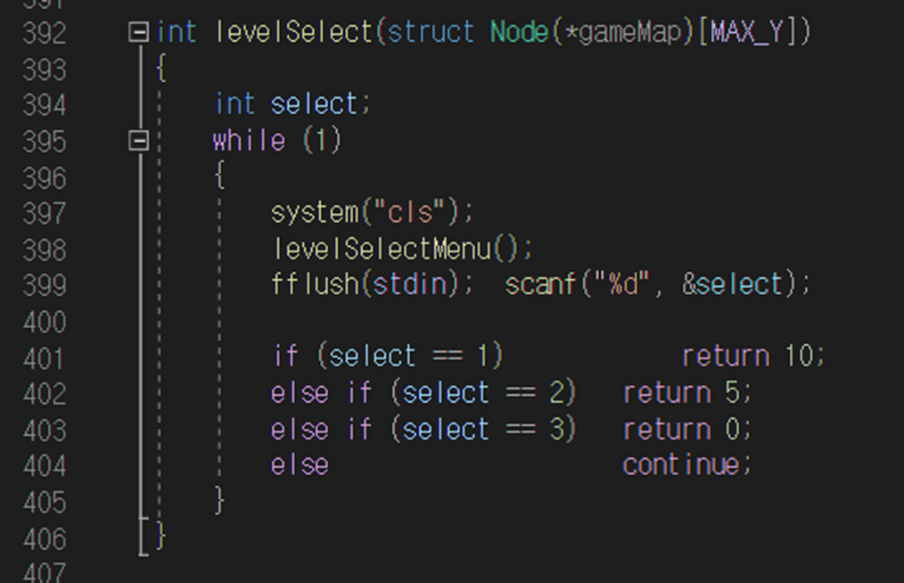 391
392 int levelSelect(struct Node(*gameMap)[MAX_Y])
393 {
394 int select;
395 while (1)
396 {
397 system("cls");
398 levelSelectMenu();
399 fflush(stdin); scanf("%d", &select);
400
401 if (select == 1) return 10;
402 else if (select == 2) return 5;
403 else if (select == 3) return 0;
404 else continue;
405 }
406 }
407